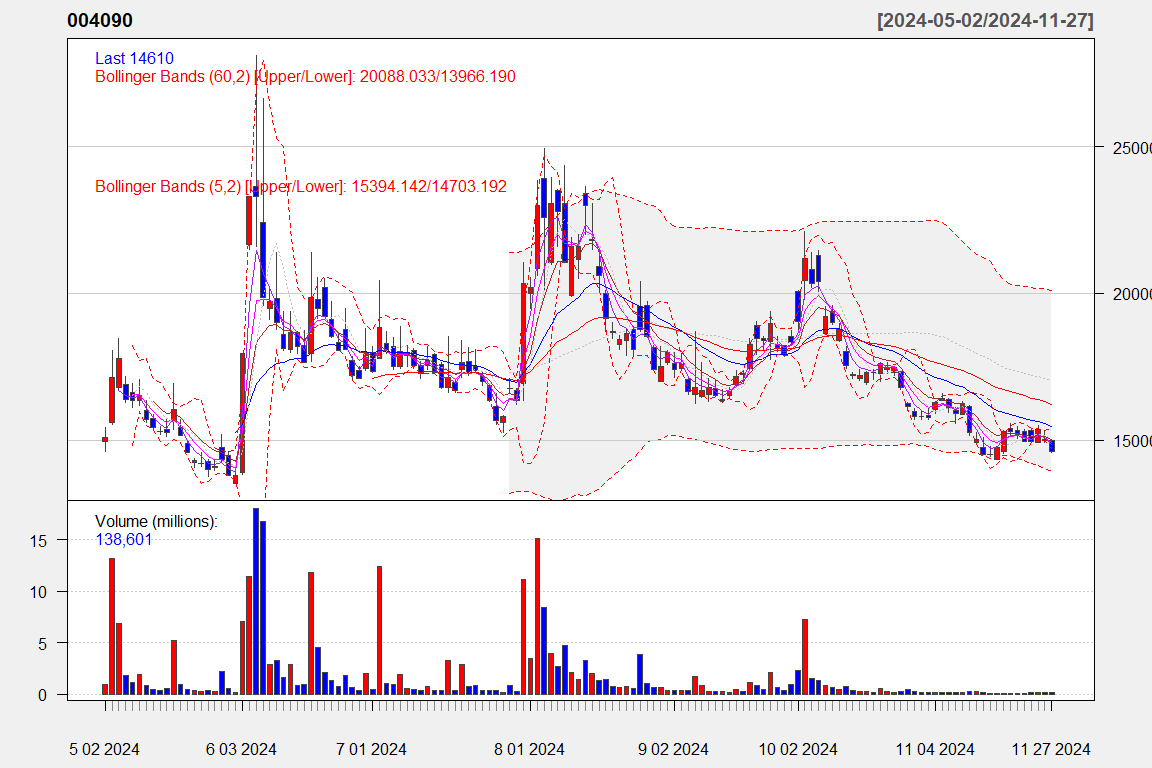 004090 [2024-05-02/2024-11-27]
Last 14610
Bollinger Bands (60,2) [Upper/Lower]: 20088.033/13966.190
Bollinger Bands (5,2) [Upper/Lower]: 15394.142/14703.192
25000
20000
15000
Volume (millions):
138,601
15
10
5
0
5 02 2024 6 03 2024 7 01 2024 8 01 2024 9 02 2024 10 02 2024 11 04 2024 11 27 2024